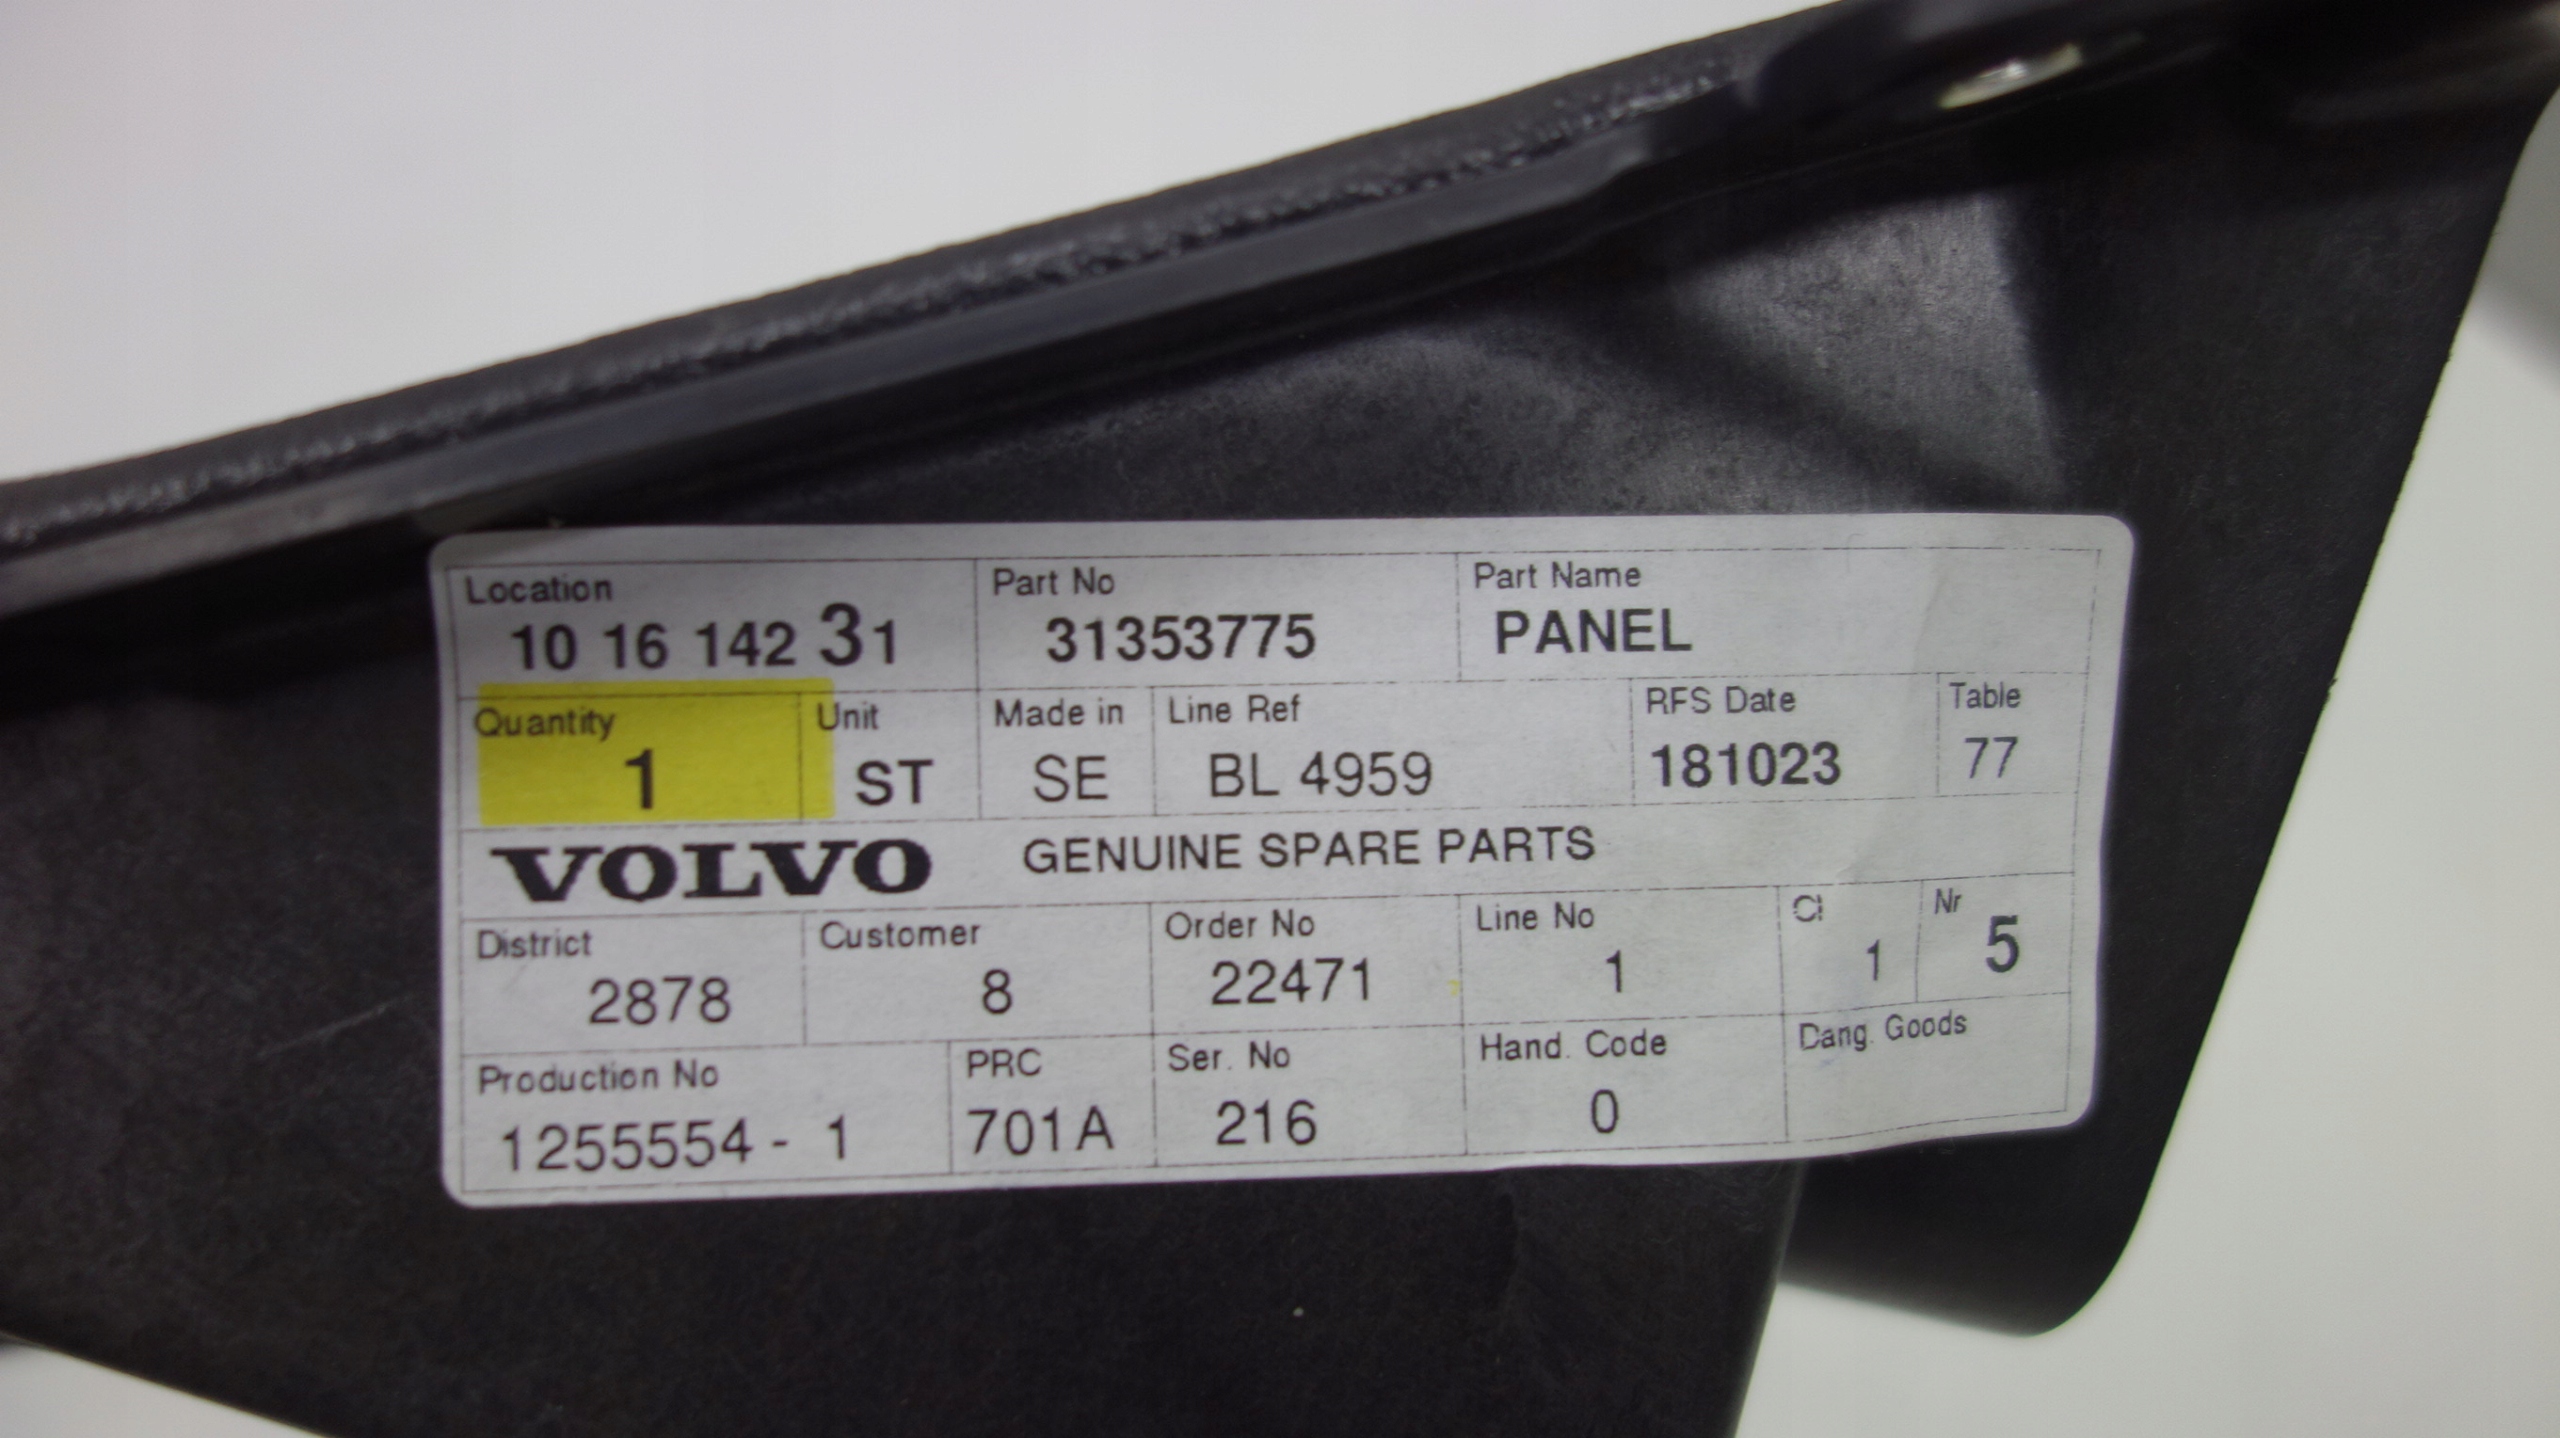 Location Part No Part Name
10 16 142 31 31353775 PANEL
Quantity Unit Made in Line Ref RFS Date Table
1 ST SE BL 4959 181023 77
VOLVO GENUINE SPARE PARTS
District Customer Order No Line No Cl Nr
2878 8 22471 1 1 5
Production No PRC Ser. No Hand. Code Dang. Goods
1255554 - 1 701A 216 0